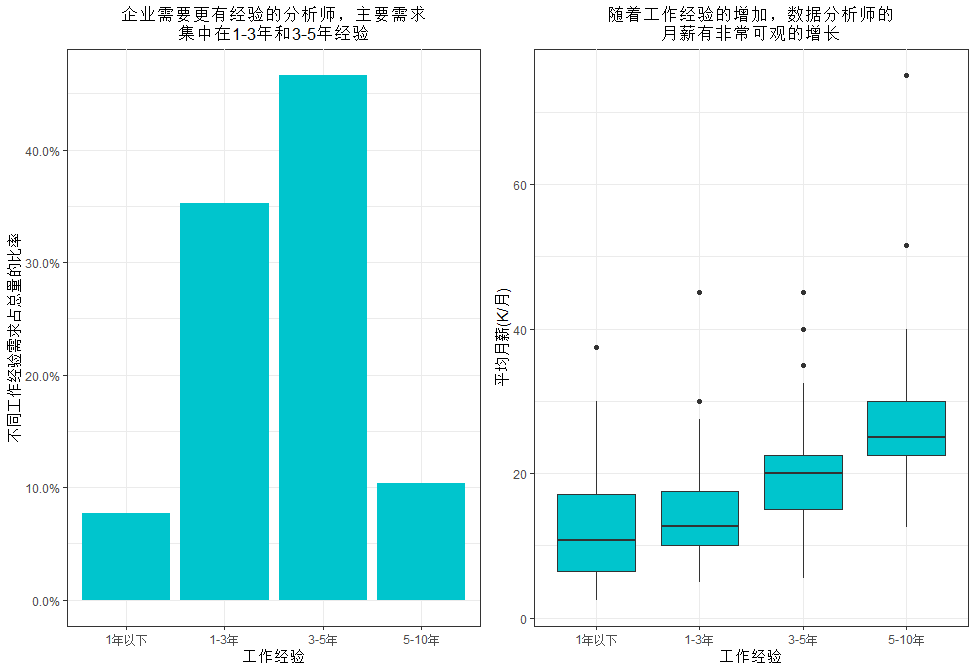 企业需要更有经验的分析师，主要需求
集中在1-3年和3-5年经验
不同工作经验需求占总量的比率
40.0%
30.0%
20.0%
10.0%
0.0%
1年以下
1-3年
3-5年
5-10年
工作经验
随着工作经验的增加，数据分析师的
月薪有非常可观的增长
平均月薪(K/月)
60
40
20
0
1年以下
1-3年
3-5年
5-10年
工作经验